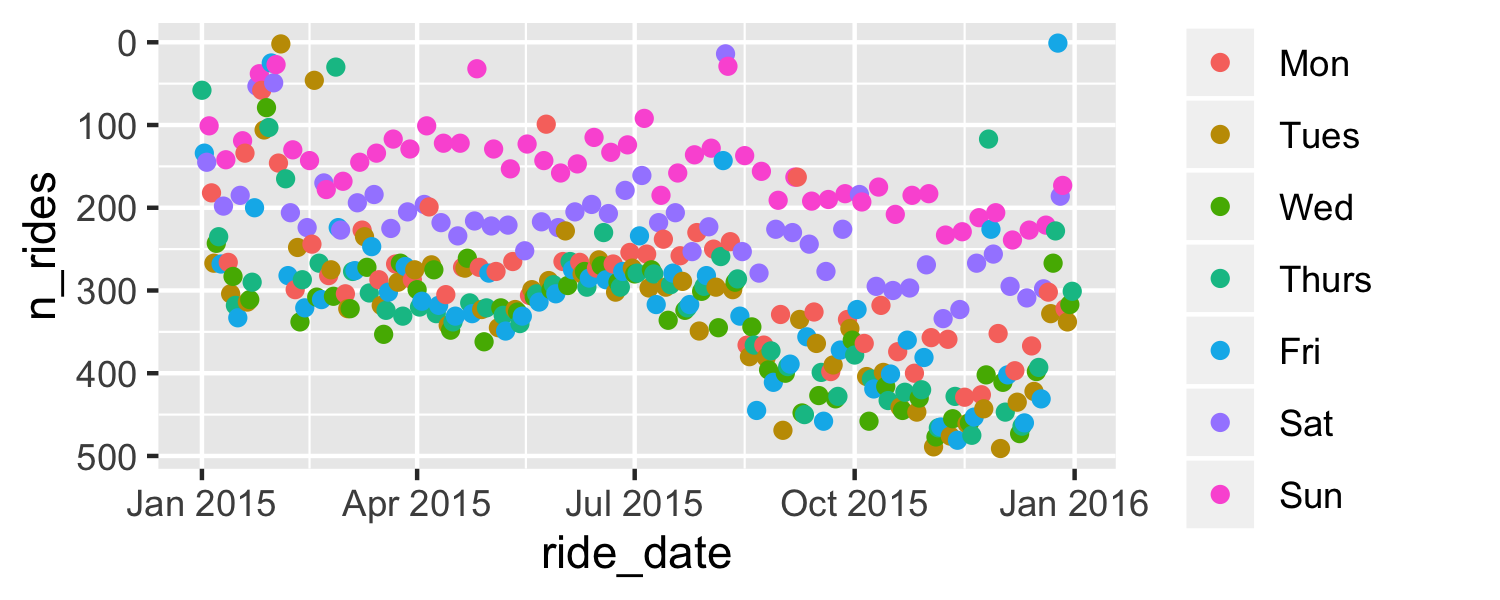 n_rides
0
100
200
300
400
500
Jan 2015 Apr 2015 Jul 2015 Oct 2015 Jan 2016
ride_date
Mon
Tues
Wed
Thurs
Fri
Sat
Sun